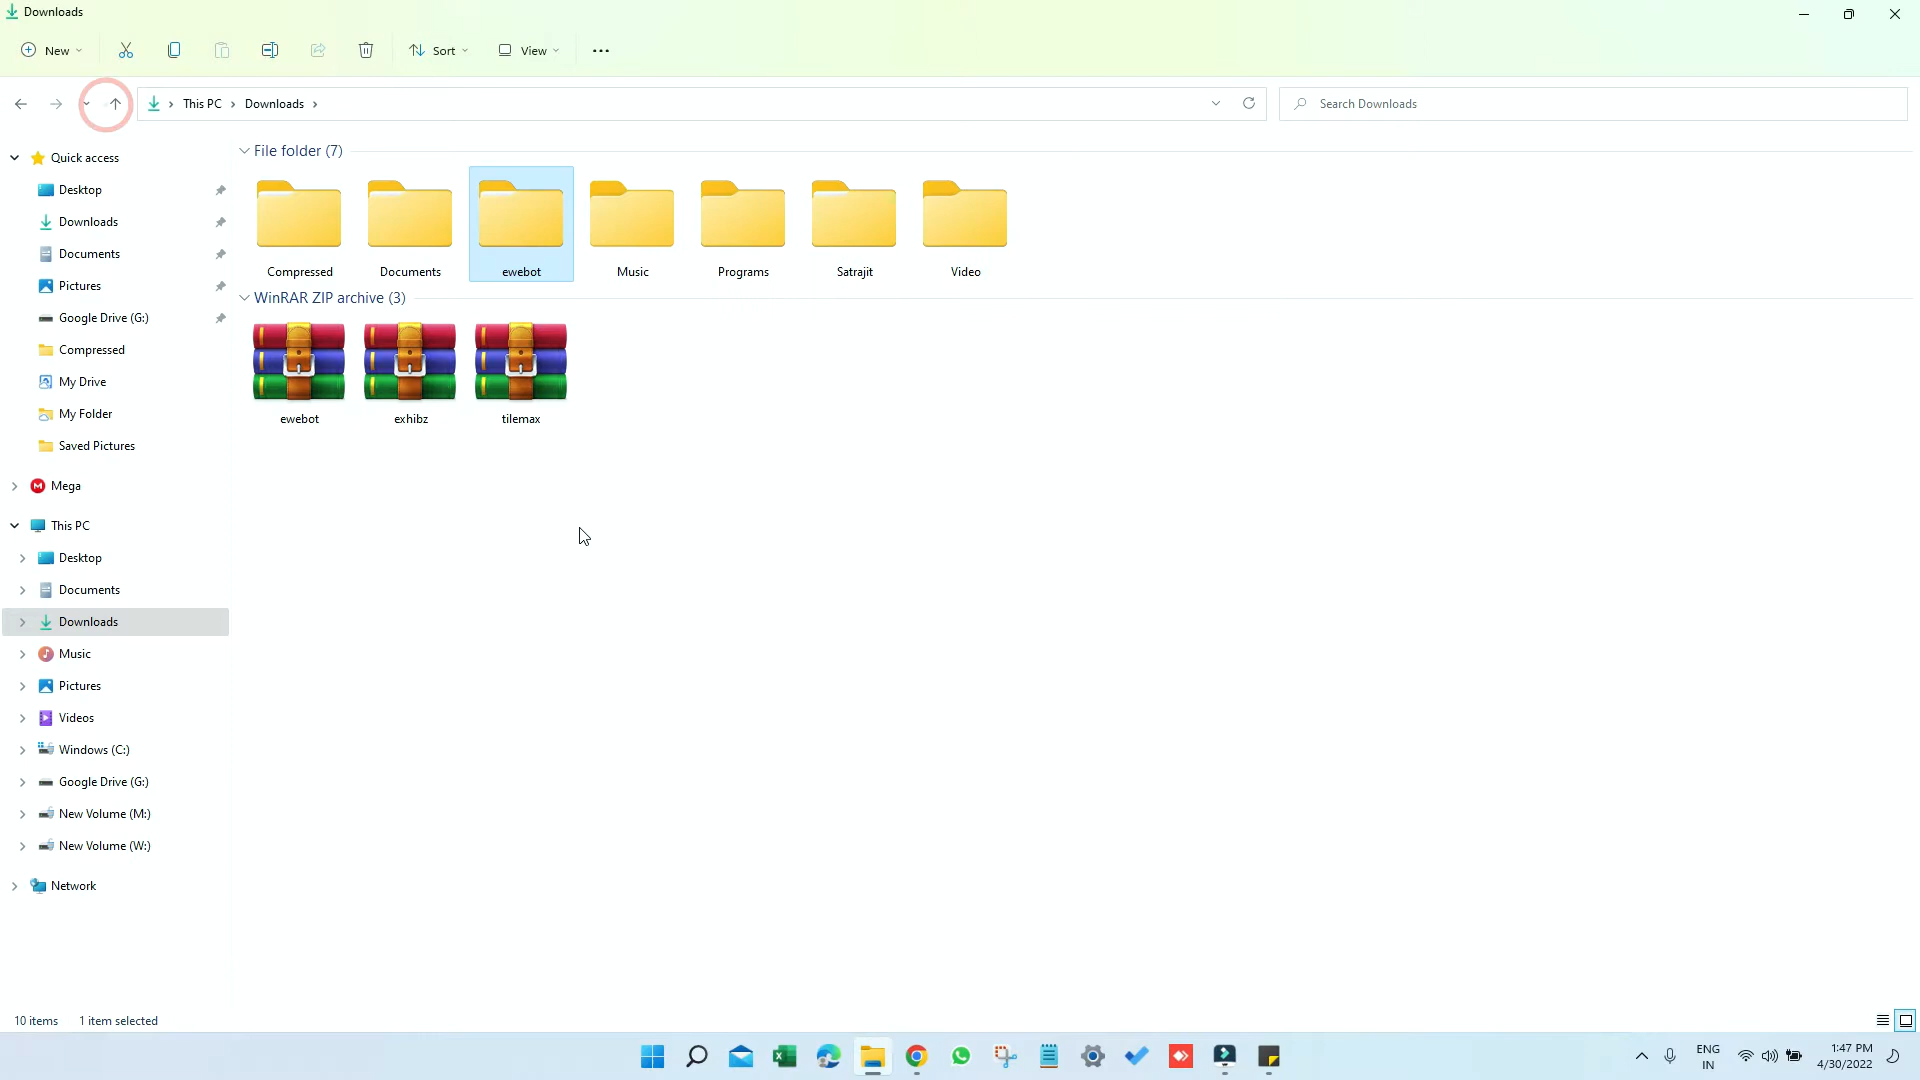 Downloads
New
Sort
View
This PC
Downloads
Search Downloads
Quick access
Desktop
Downloads
Documents
Pictures
Google Drive (G:)
Compressed
My Drive
My Folder
Saved Pictures
Mega
This PC
Desktop
Documents
Downloads
Music
Pictures
Videos
Windows (C:)
Google Drive (G:)
New Volume (M:)
New Volume (W:)
Network
File folder (7)
Compressed
Documents
ewebot
Music
Programs
Satrajit
Video
WinRAR ZIP archive (3)
ewebot
exhibz
tilemax
10 items
1 item selected
ENG
IN
1:47 PM
4/30/2022